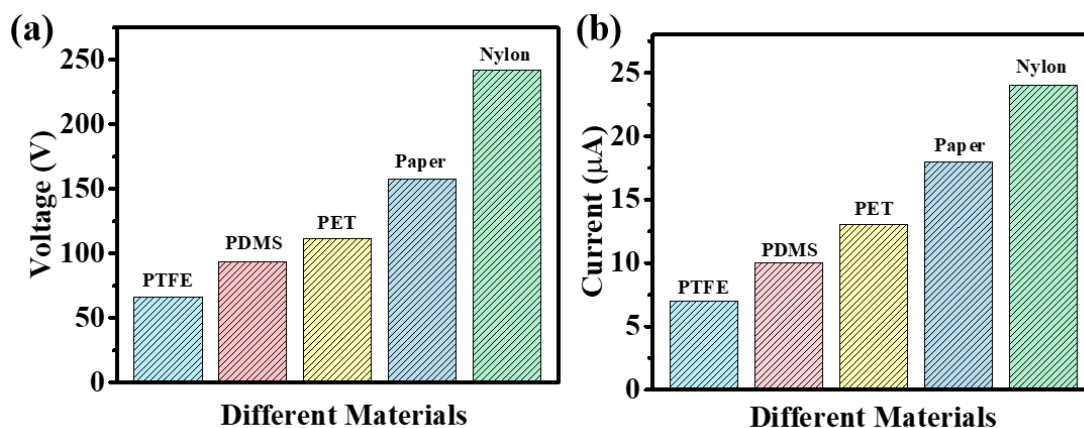 (a)
Voltage (V)
250
200
150
100
50
0
PTFE
PDMS
PET
Paper
Nylon
Different Materials
(b)
Current (μA)
25
20
15
10
5
0
PTFE
PDMS
PET
Paper
Nylon
Different Materials